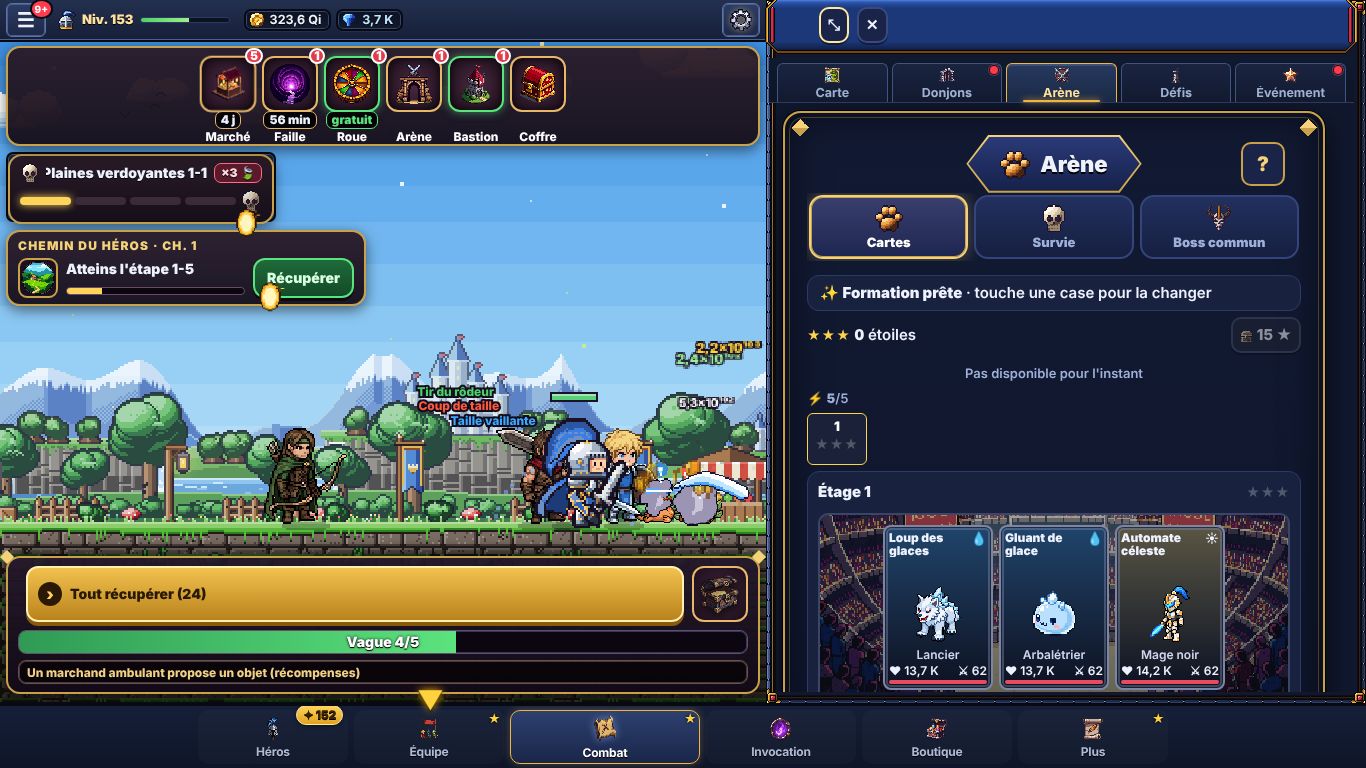 9+
Niv. 153
323,6 Qi
3,7 K
5
1
1
1
1
4 j
56 min
gratuit
Marché
Faille
Roue
Arène
Bastion
Coffre
Plaines verdoyantes 1-1
×3
CHEMIN DU HÉROS · CH. 1
Atteins l'étape 1-5
Récupérer
Tir du rôdeur
Coup de taille
Taille vaillante
Tout récupérer (24)
Vague 4/5
Un marchand ambulant propose un objet (récompenses)
Carte
Donjons
Arène
Défis
Événement
Arène
?
Cartes
Survie
Boss commun
✨ Formation prête · touche une case pour la changer
★★★ 0 étoiles
15 ★
Pas disponible pour l'instant
⚡ 5/5
1
★★★
Étage 1
★★★
Loup des glaces
Gluant de glace
Automate céleste
Lancier
Arbalétrier
Mage noir
♥ 13,7 K ⚔ 62
♥ 13,7 K ⚔ 62
♥ 14,2 K ⚔ 62
✦ 152
Héros
Équipe
Combat
Invocation
Boutique
Plus